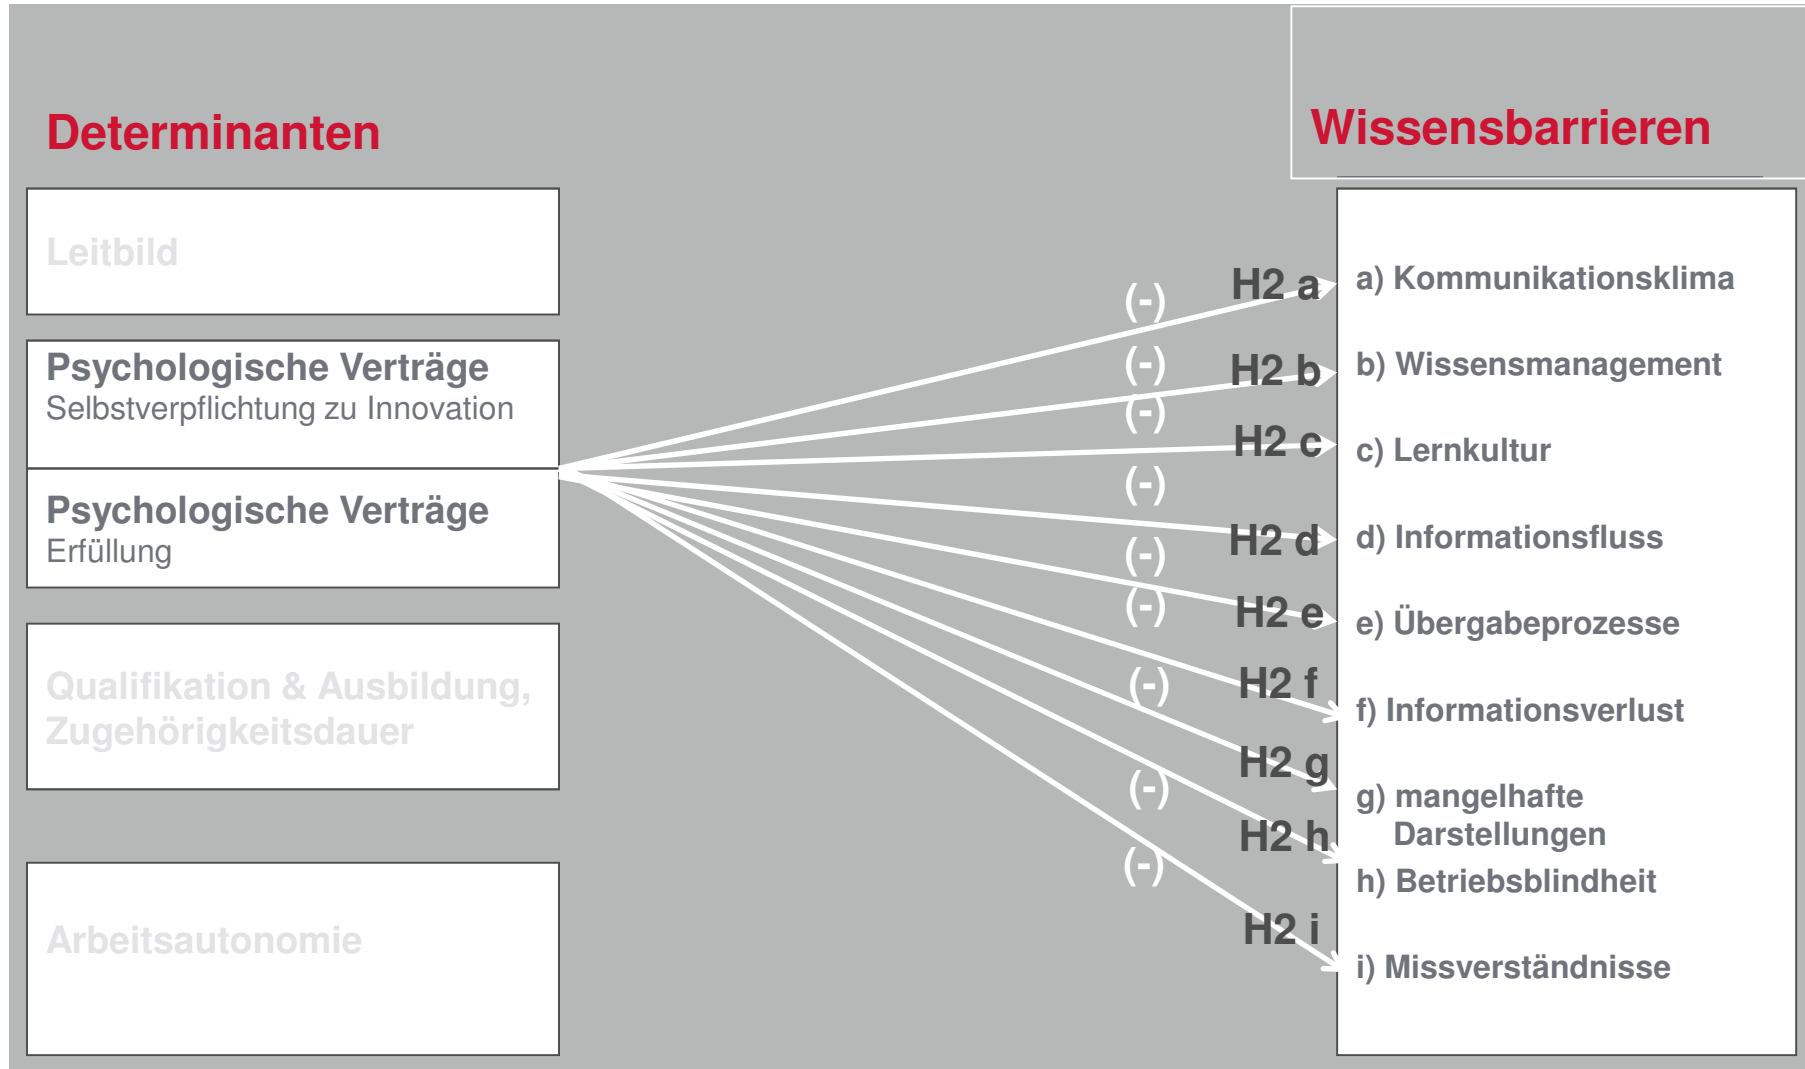 Determinanten
Wissensbarrieren
Leitbild
Psychologische Verträge
Selbstverpflichtung zu Innovation
Psychologische Verträge
Erfüllung
Qualifikation & Ausbildung,
Zugehörigkeitsdauer
Arbeitsautonomie
(-)
(-)
(-)
(-)
(-)
(-)
(-)
(-)
(-)
H2 a
H2 b
H2 c
H2 d
H2 e
H2 f
H2 g
H2 h
H2 i
a) Kommunikationsklima
b) Wissensmanagement
c) Lernkultur
d) Informationsfluss
e) Übergabeprozesse
f) Informationsverlust
g) mangelhafte
Darstellungen
h) Betriebsblindheit
i) Missverständnisse